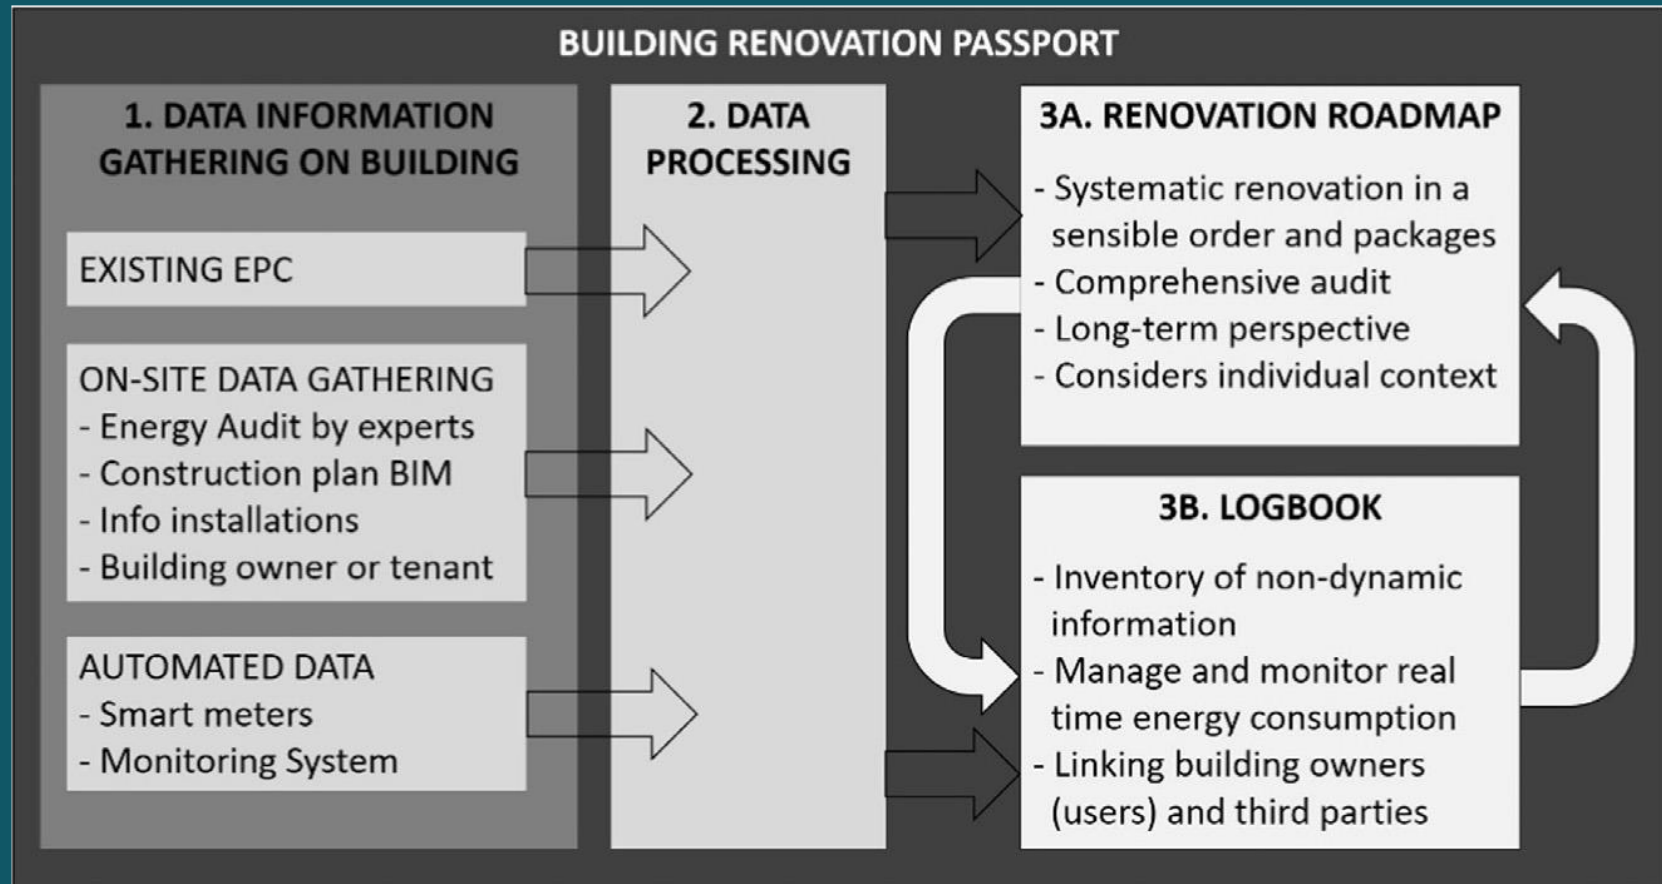 BUILDING RENOVATION PASSPORT
1. DATA INFORMATION
GATHERING ON BUILDING
EXISTING EPC
ON-SITE DATA GATHERING
- Energy Audit by experts
- Construction plan BIM
- Info installations
- Building owner or tenant
AUTOMATED DATA
- Smart meters
- Monitoring System
2. DATA
PROCESSING
3A. RENOVATION ROADMAP
- Systematic renovation in a
sensible order and packages
- Comprehensive audit
- Long-term perspective
- Considers individual context
3B. LOGBOOK
- Inventory of non-dynamic
information
- Manage and monitor real
time energy consumption
- Linking building owners
(users) and third parties